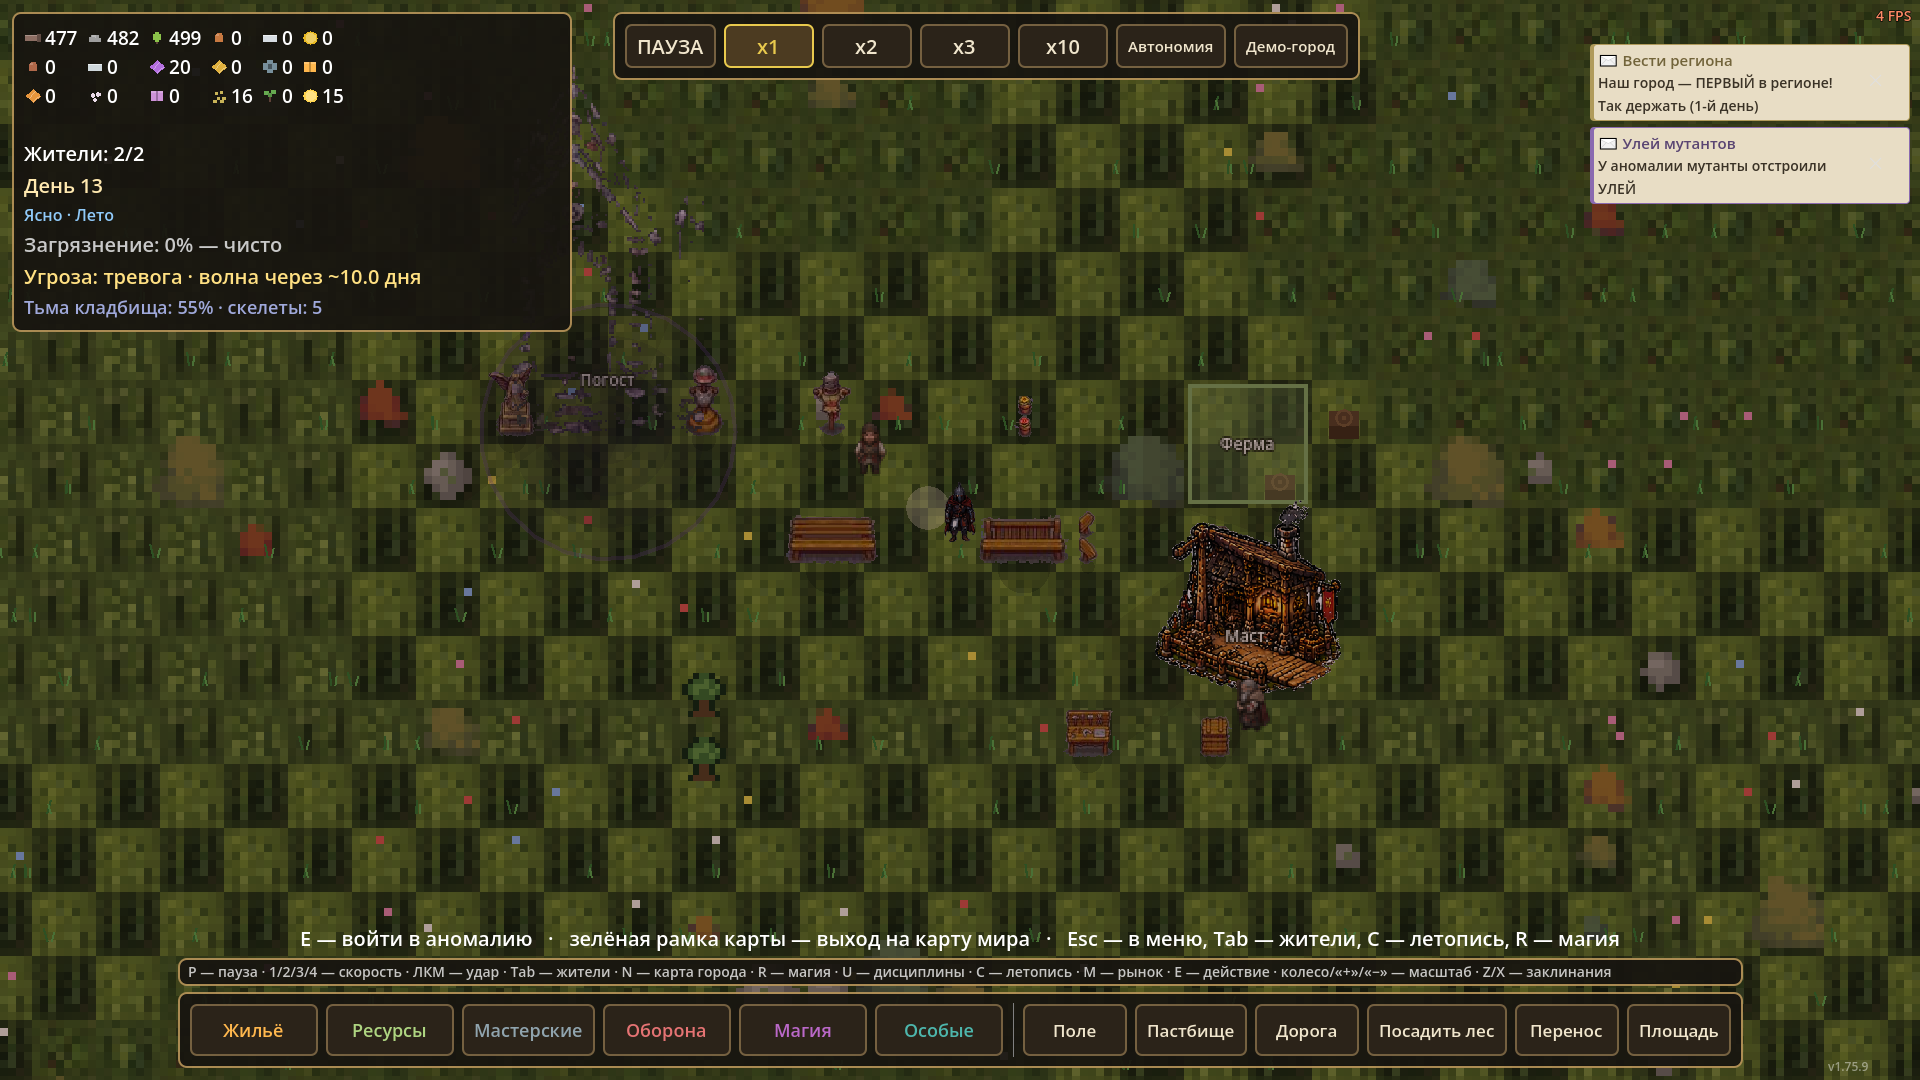 477 482 499 0 0 0
0 0 20 0 0 0
0 0 0 16 0 15
Жители: 2/2
День 13
Ясно · Лето
Загрязнение: 0% — чисто
Угроза: тревога · волна через ~10.0 дня
Тьма кладбища: 55% · скелеты: 5
ПАУЗА x1 x2 x3 x10 Автономия Демо-город
4 FPS
Вести региона
Наш город — ПЕРВЫЙ в регионе!
Так держать (1-й день)
Улей мутантов
У аномалии мутанты отстроили
УЛЕЙ
Погост
Ферма
Маст
E — войти в аномалию · зелёная рамка карты — выход на карту мира · Esc — в меню, Tab — жители, C — летопись, R — магия
P — пауза · 1/2/3/4 — скорость · ЛКМ — удар · Tab — жители · N — карта города · R — магия · U — дисциплины · C — летопись · M — рынок · E — действие · колесо/«+»/«−» — масштаб · Z/X — заклинания
Жильё Ресурсы Мастерские Оборона Магия Особые Поле Пастбище Дорога Посадить лес Перенос Площадь
v1.75.9